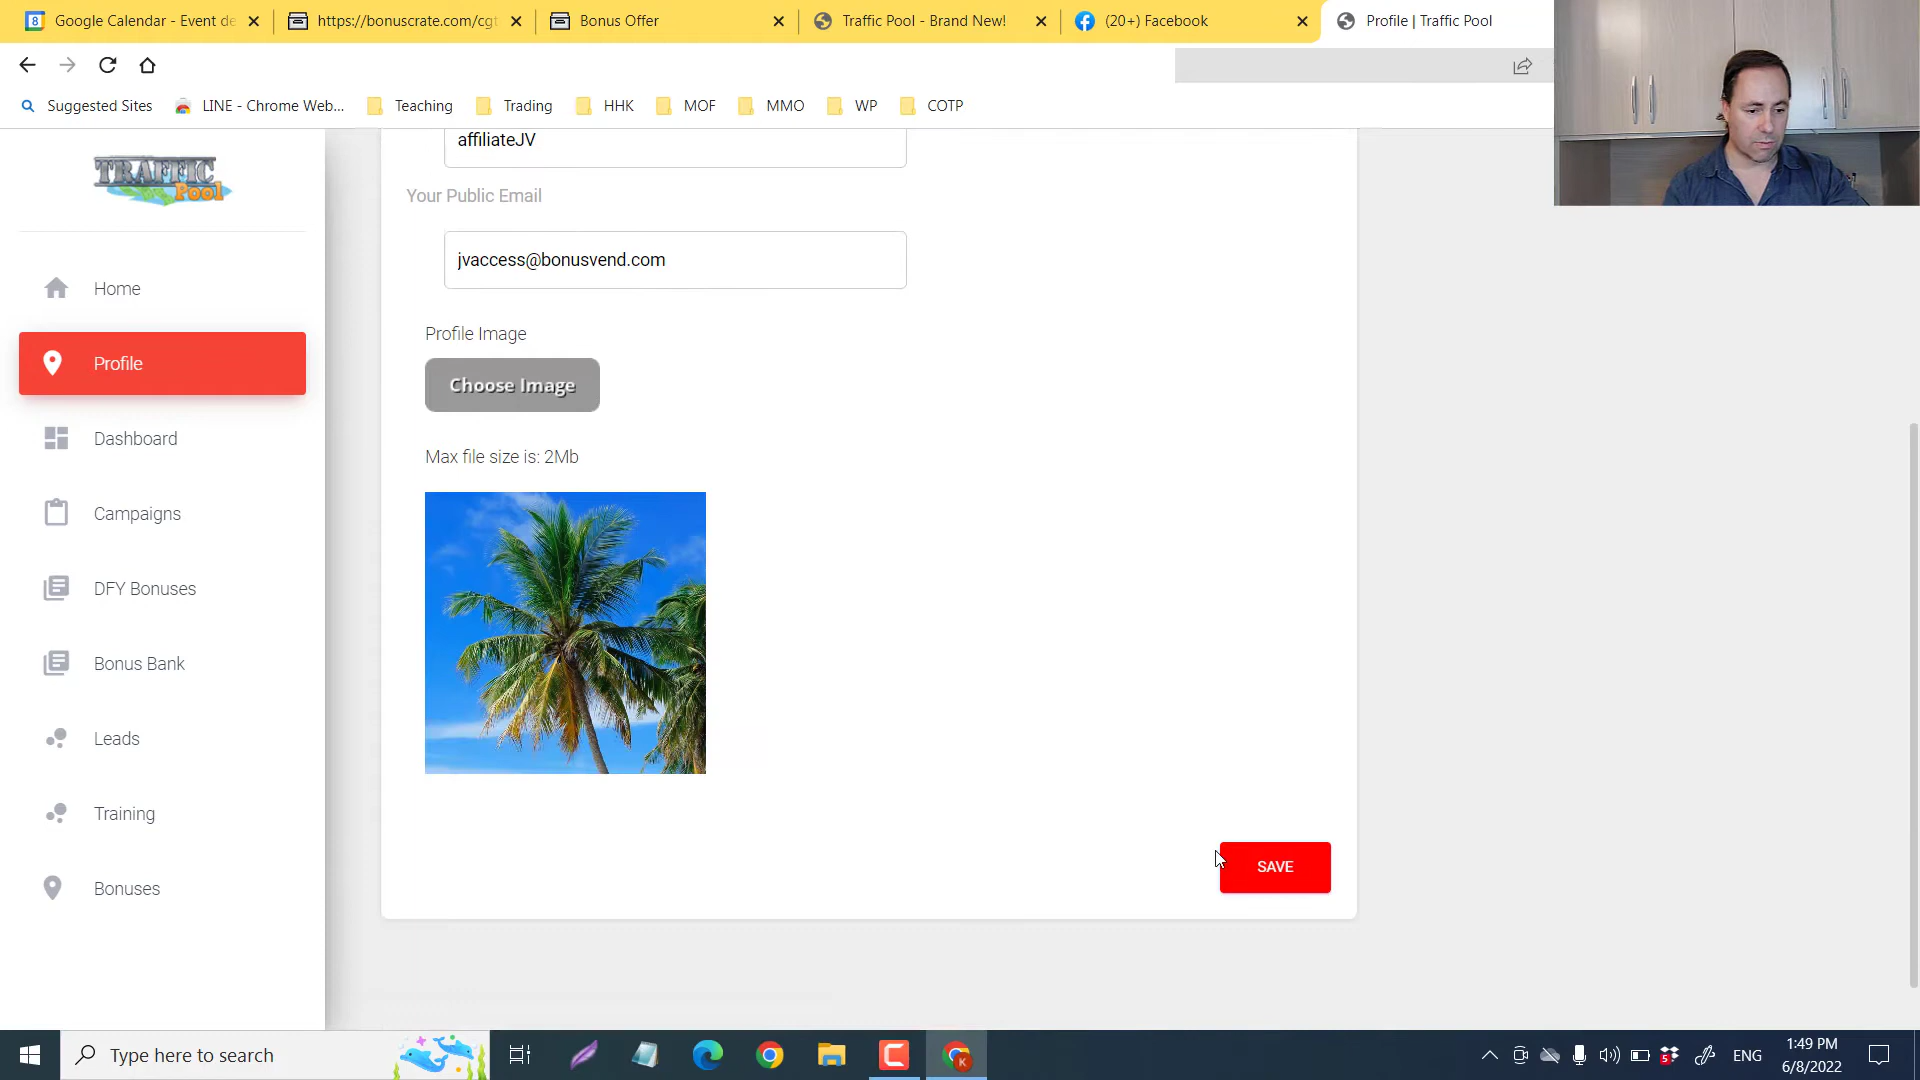 Google Calendar - Event de
https://bonuscrate.com/cgt
Bonus Offer
Traffic Pool - Brand New!
(20+) Facebook
Profile | Traffic Pool
Suggested Sites
LINE - Chrome Web...
Teaching
Trading
HHK
MOF
MMO
WP
COTP
TRAFFIC
Pool
Home
Profile
Dashboard
Campaigns
DFY Bonuses
Bonus Bank
Leads
Training
Bonuses
affiliateJV
Your Public Email
jvaccess@bonusvend.com
Profile Image
Choose Image
Max file size is: 2Mb
SAVE
Type here to search
ENG
1:49 PM
6/8/2022